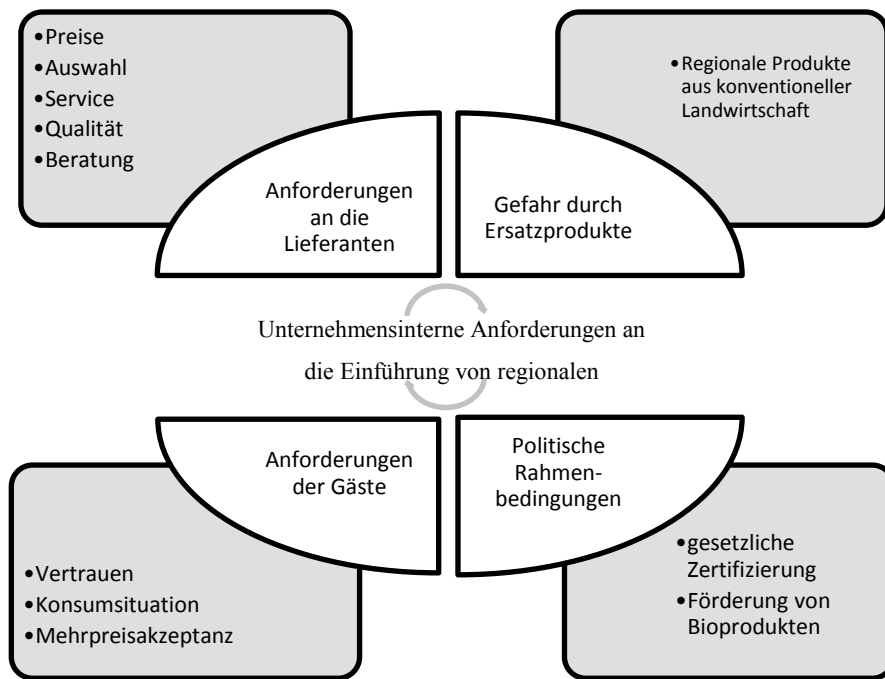 •Preise
•Auswahl
•Service
•Qualität
•Beratung
•Regionale Produkte
aus konventioneller
Landwirtschaft
Anforderungen
an die
Lieferanten
Gefahr durch
Ersatzprodukte
Unternehmensinterne Anforderungen an
die Einführung von regionalen
Anforderungen
der Gäste
Politische
Rahmen-
bedingungen
•Vertrauen
•Konsumsituation
•Mehrpreisakzeptanz
•gesetzliche
Zertifizierung
•Förderung von
Bioprodukten